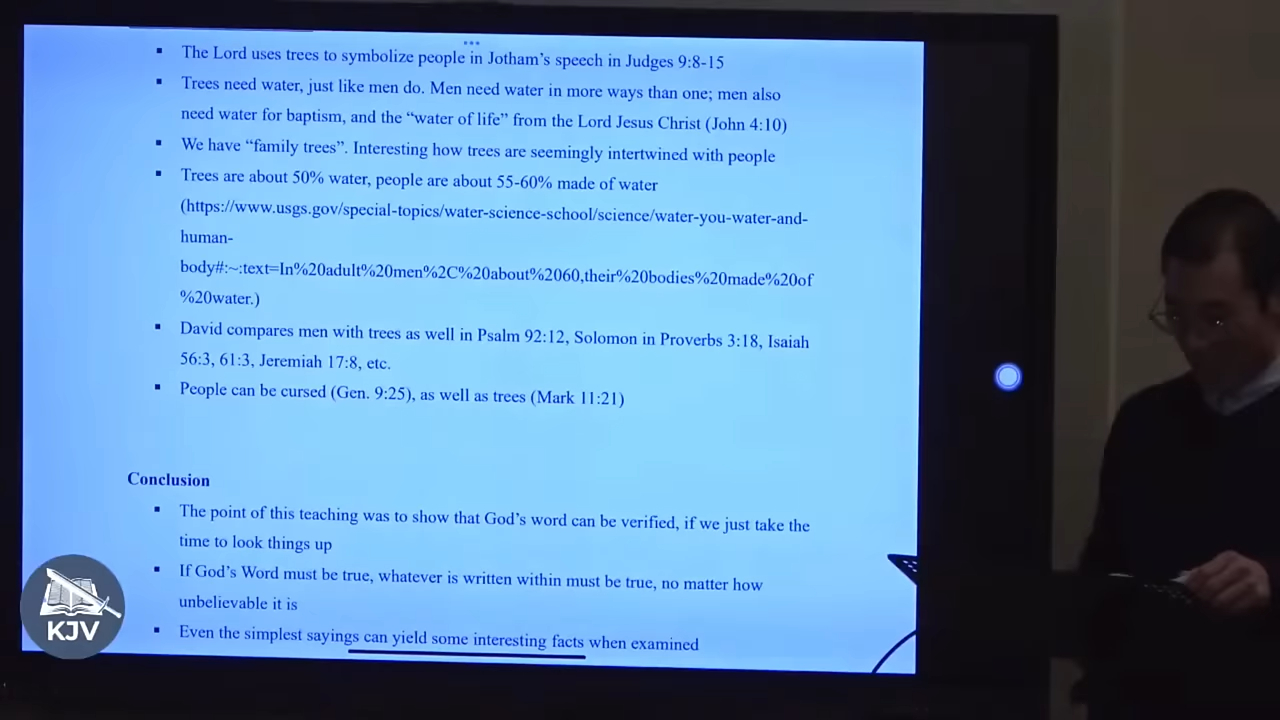 The Lord uses trees to symbolize people in Jotham's speech in Judges 9:8-15
Trees need water, just like men do. Men need water in more ways than one; men also
need water for baptism, and the “water of life” from the Lord Jesus Christ (John 4:10)
We have “family trees”. Interesting how trees are seemingly intertwined with people
Trees are about 50% water, people are about 55-60% made of water
(https://www.usgs.gov/special-topics/water-science-school/science/water-you-water-and-
human-
body#:~:text=In%20adult%20men%2C%20about%2060,their%20bodies%20made%20of
%20water.)
David compares men with trees as well in Psalm 92:12, Solomon in Proverbs 3:18, Isaiah
56:3, 61:3, Jeremiah 17:8, etc.
People can be cursed (Gen. 9:25), as well as trees (Mark 11:21)
Conclusion
The point of this teaching was to show that God's word can be verified, if we just take the
time to look things up
If God's Word must be true, whatever is written within must be true, no matter how
unbelievable it is
Even the simplest sayings can yield some interesting facts when examined
KJV